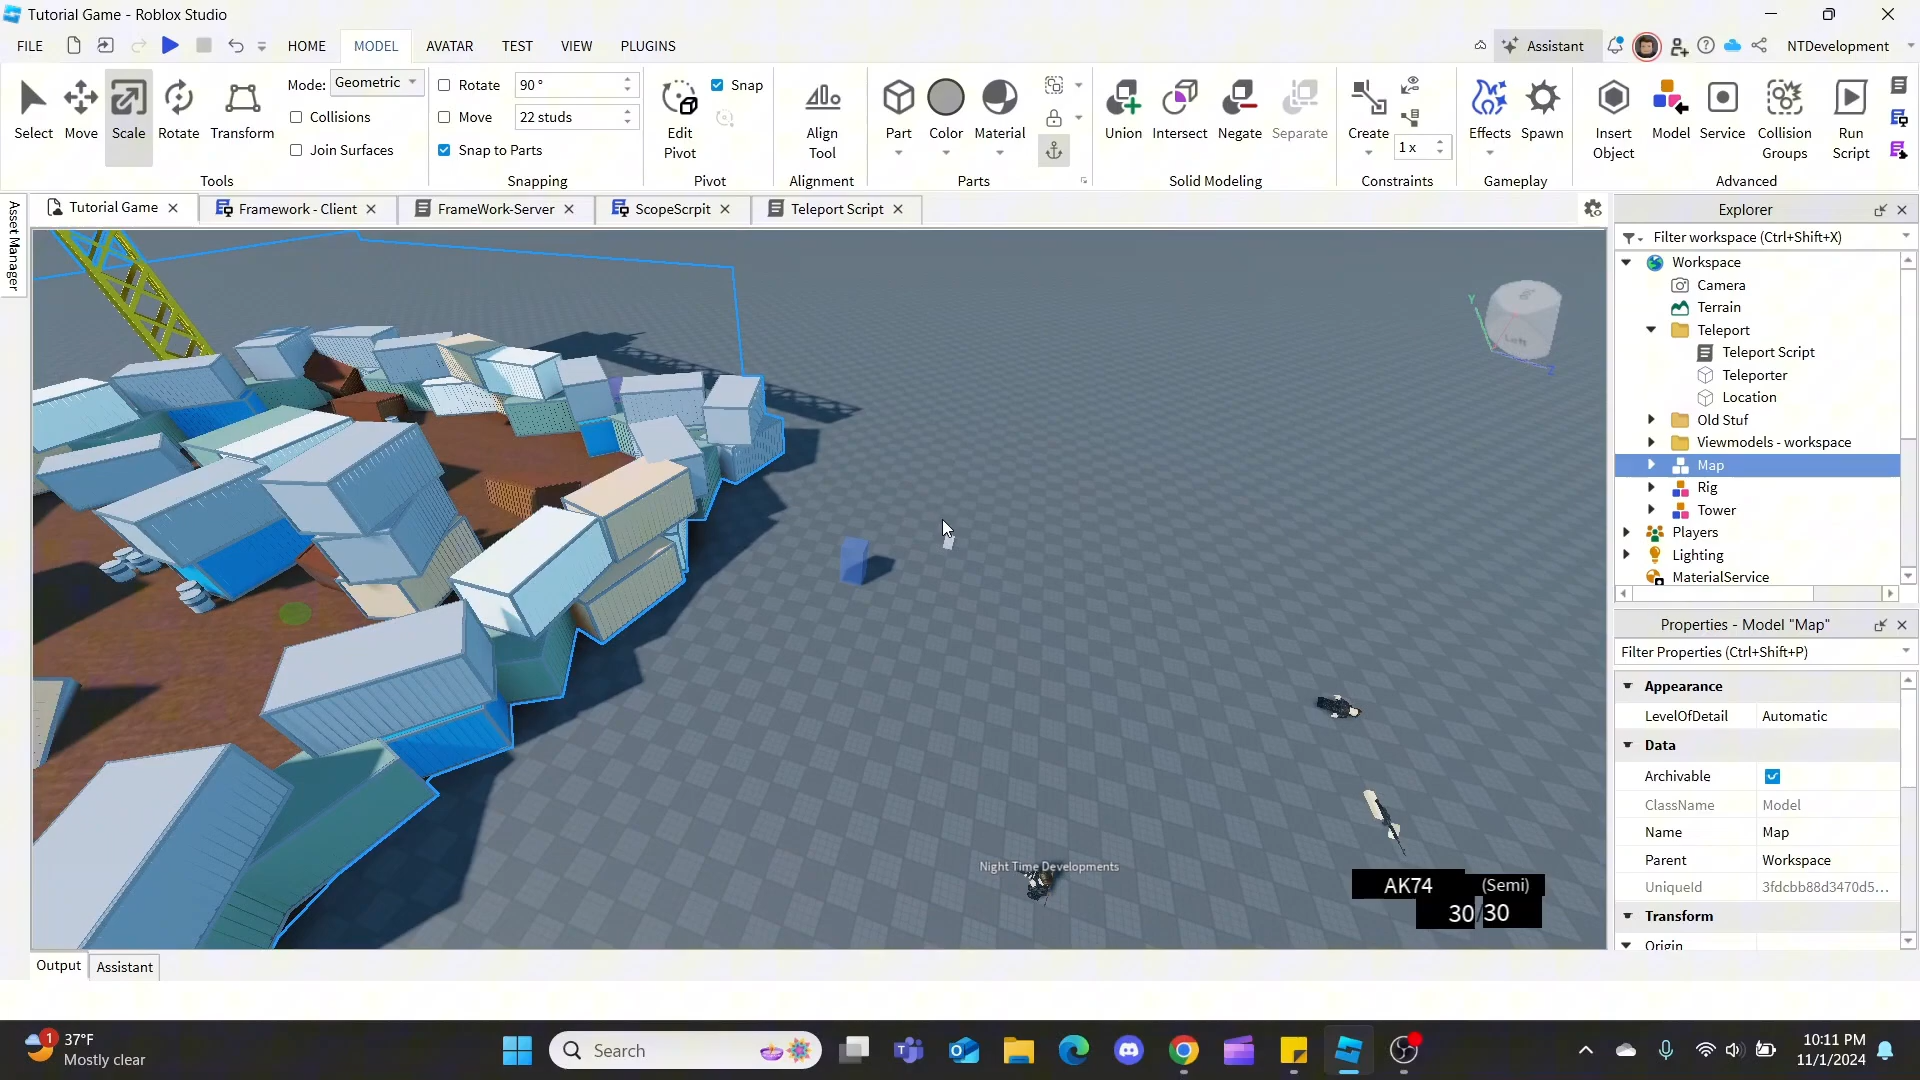 Tutorial Game - Roblox Studio
FILE HOME MODEL AVATAR TEST VIEW PLUGINS Assistant NTDevelopment
Select Move Scale Rotate Transform
Mode: Geometric
Collisions
Join Surfaces
Tools
Rotate 90 °
Move 22 studs
Snap to Parts
Snapping
Edit Pivot
Snap
Pivot
Align Tool
Alignment
Part Color Material
Parts
Union Intersect Negate Separate
Solid Modeling
Create 1 x
Constraints
Effects Spawn
Gameplay
Insert Object
Model Service
Collision Groups
Run Script
Advanced
Asset Manager
Tutorial Game Framework - Client FrameWork-Server ScopeScrpit Teleport Script
Explorer
Filter workspace (Ctrl+Shift+X)
Workspace
Camera
Terrain
Teleport
Teleport Script
Teleporter
Location
Old Stuf
Viewmodels - workspace
Map
Rig
Tower
Players
Lighting
MaterialService
Properties - Model "Map"
Filter Properties (Ctrl+Shift+P)
Appearance
LevelOfDetail Automatic
Data
Archivable
ClassName Model
Name Map
Parent Workspace
UniqueId 3fdcbb88d3470d5...
Transform
Origin
Y
Left
Z
Night Time Developments
AK74 (Semi)
30/30
Output Assistant
1
37°F
Mostly clear
Search
10:11 PM
11/1/2024